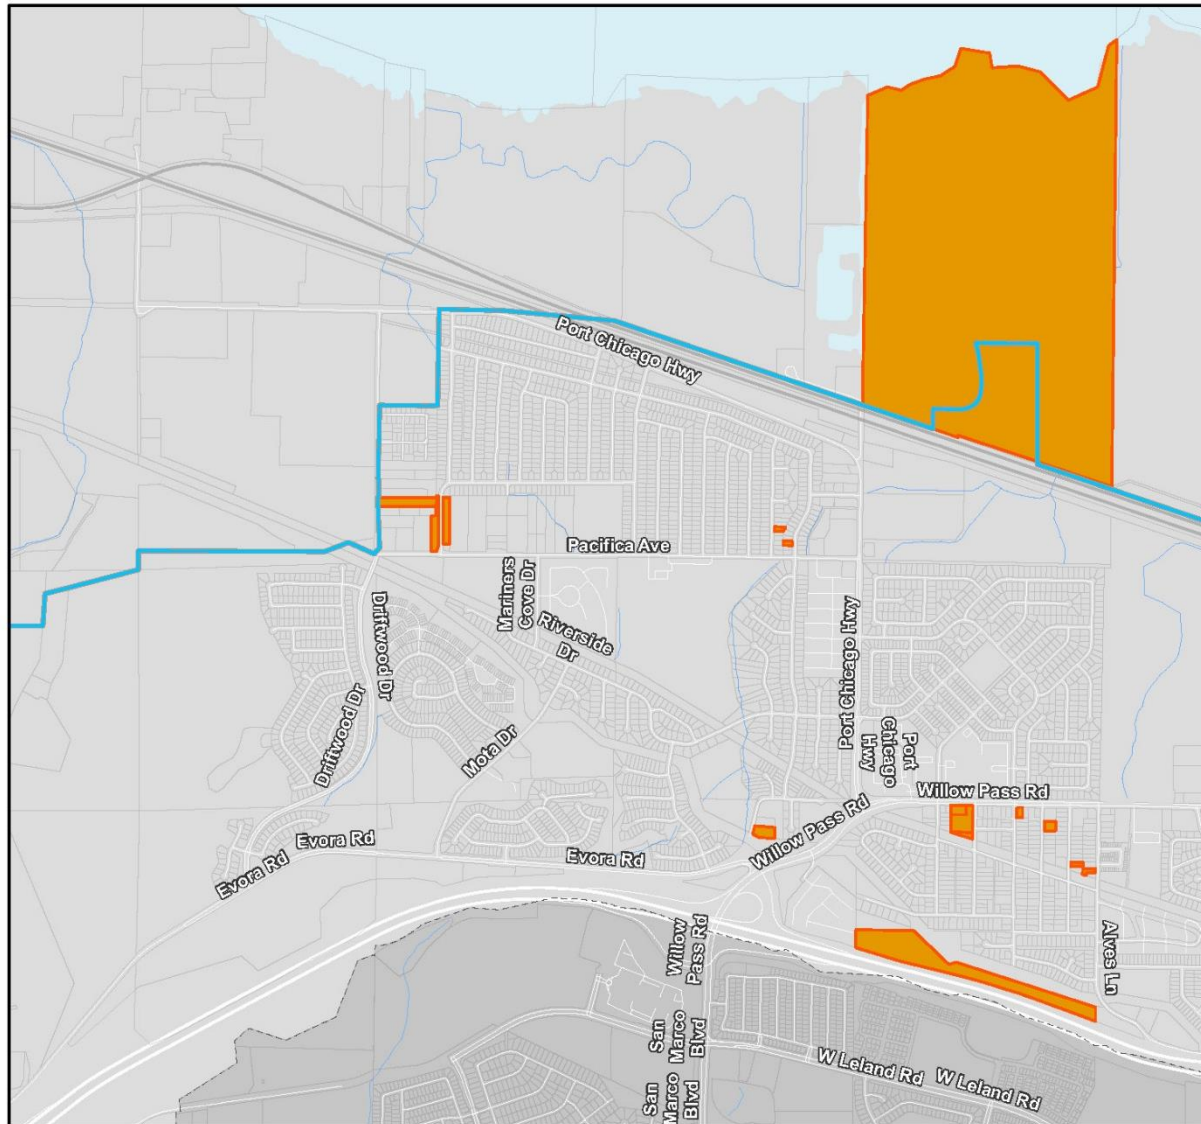 Port Chicago Hwy
Pacifica Ave
Mariners
Cove Dr
Riverside
Dr
Driftwood Dr
Driftwood Dr
Mota Dr
Port Chicago Hwy
Port
Chicago
Hwy
Willow Pass Rd
Willow Pass Rd
Evora Rd
Evora Rd
Evora Rd
Willow
Pass Rd
Alves Ln
San
Marco
Blvd
W Leland Rd
W Leland Rd
San
Marco
Blvd